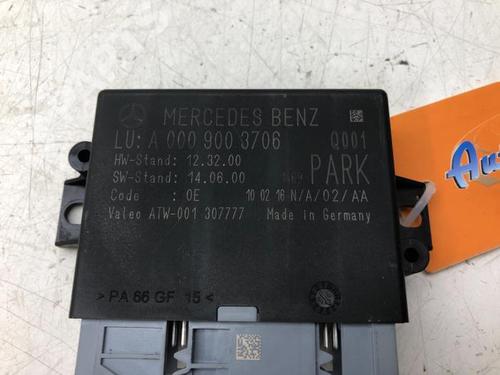 MERCEDES BENZ
LU: A 000 900 3706 Q001
HW-Stand: 12.32.00
SW-Stand: 14.06.00 PARK
Code : 0E 10 02 16 N/A/02/AA
Valeo ATW-001 307777 Made in Germany
> PA 66 GF 15 <
Au